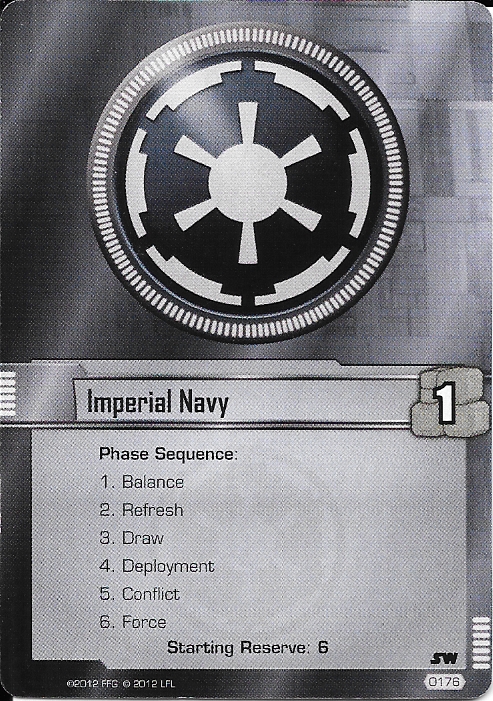 Imperial Navy
1
Phase Sequence:
1. Balance
2. Refresh
3. Draw
4. Deployment
5. Conflict
6. Force
Starting Reserve: 6
SW
©2012 FFG © 2012 LFL
0176